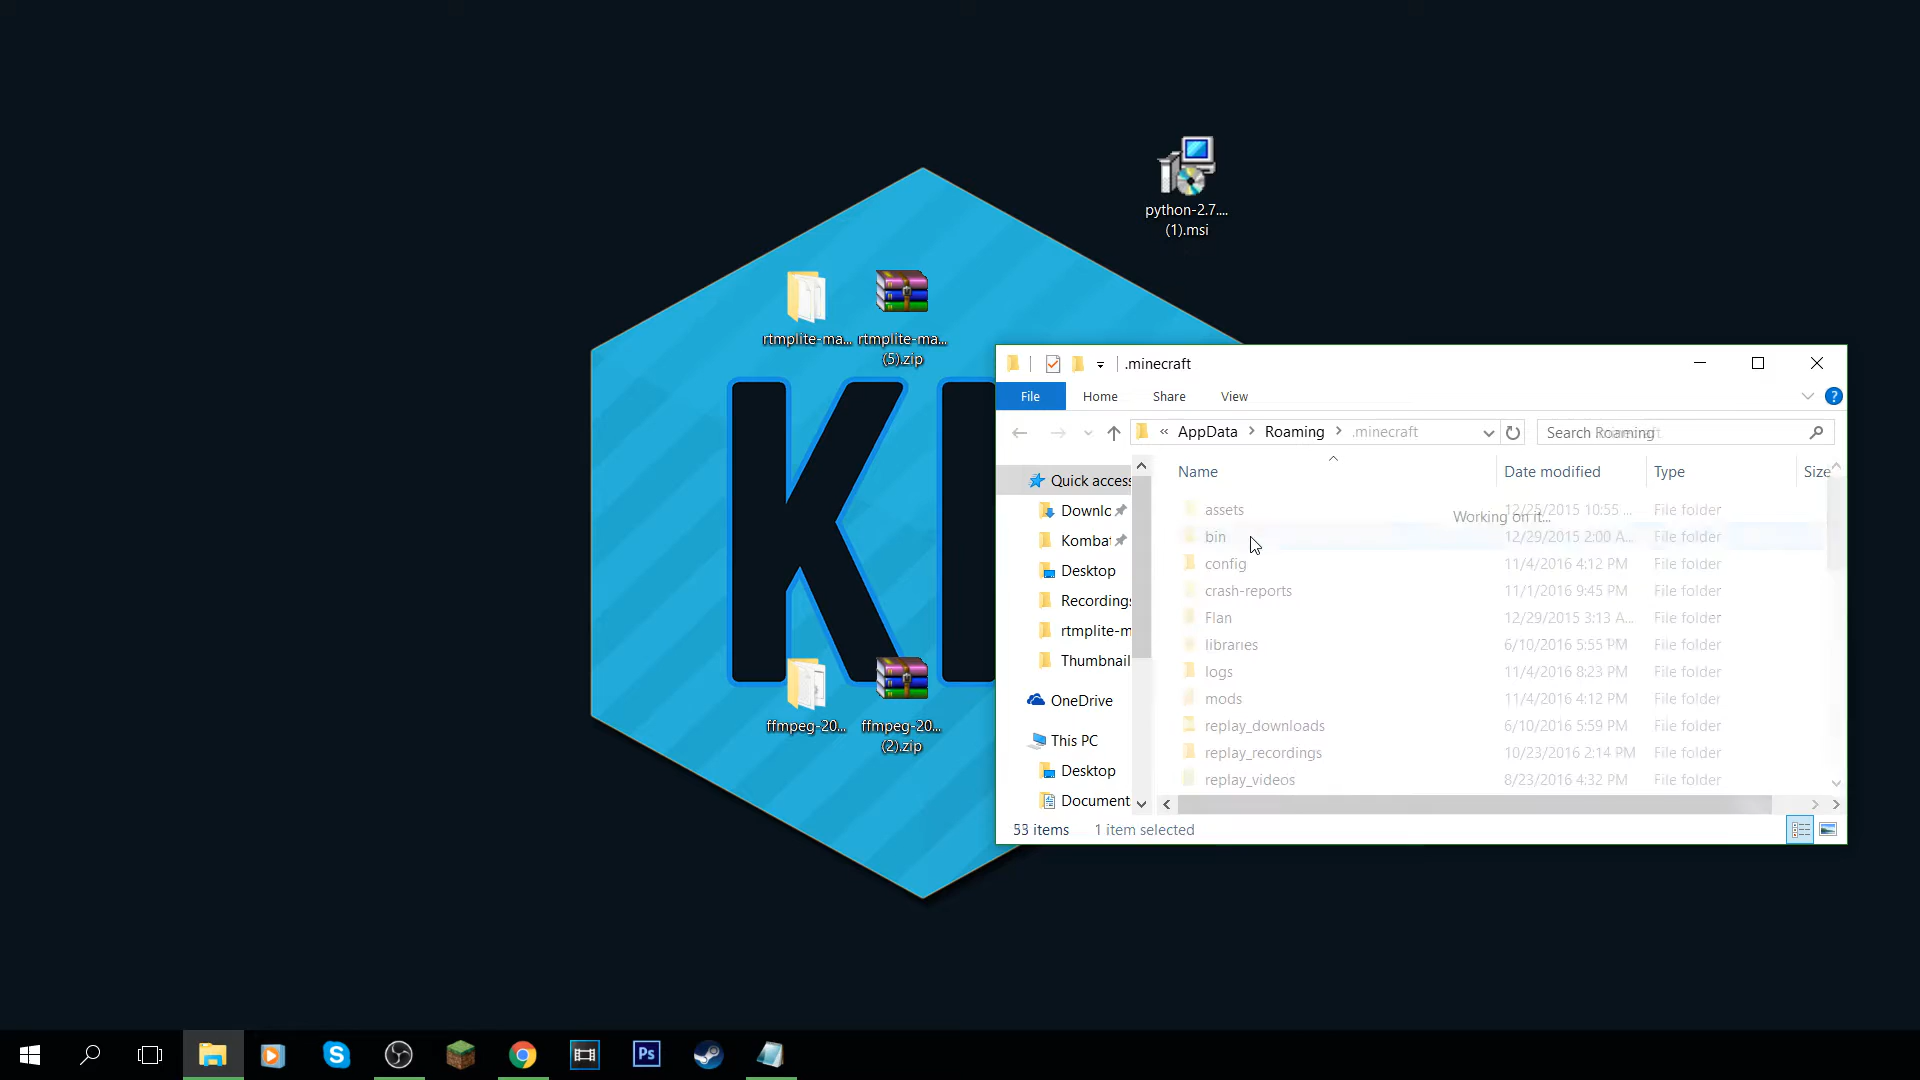 python-2.7....
(1).msi
rtmplite-ma...
rtmplite-ma...
(5).zip
KI
ffmpeg-20...
ffmpeg-20...
(2).zip
.minecraft
File
Home
Share
View
« AppData > Roaming > .minecraft
Search Roaming
Name
Date modified
Type
Size
Quick access
Downlo
Kombat
Desktop
Recordings
rtmplite-m
Thumbnail
OneDrive
This PC
Desktop
Document
Working on it...
assets 12/25/2015 10:55 ... File folder
bin 12/29/2015 2:00 A... File folder
config 11/4/2016 4:12 PM File folder
crash-reports 11/1/2016 9:45 PM File folder
Flan 12/29/2015 3:13 A... File folder
libraries 6/10/2016 5:55 PM File folder
logs 11/4/2016 8:23 PM File folder
mods 11/4/2016 4:12 PM File folder
replay_downloads 6/10/2016 5:59 PM File folder
replay_recordings 10/23/2016 2:14 PM File folder
replay_videos 8/23/2016 4:32 PM File folder
53 items
1 item selected
Ps